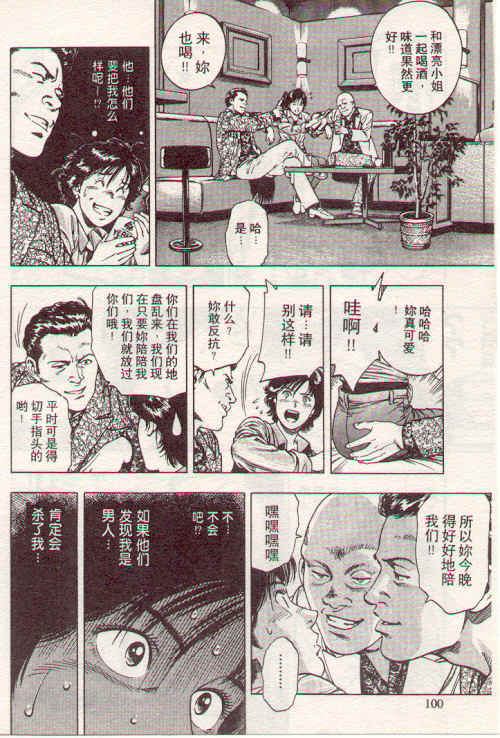 和漂亮小姐
一起喝酒，
味道果然更
好!!
来，妳
也喝!!
哈…
是…
他…他们
要把我怎么
样呢—!?
哈哈哈
妳真可爱
!
哇啊!!
请…请
别这样!!
什么？
妳敢反抗？
你们在我们的地
盘乱来，我们现
在只要妳陪陪我
们，我们就放过
你们哦！
平时可是得
切手指头的
哟！
所以妳今晚
得好好地陪
我们!!
嘿嘿嘿嘿
…………
不…
不会
吧!?
如果他们
发现我是
男人…
肯定会
杀了我…
100